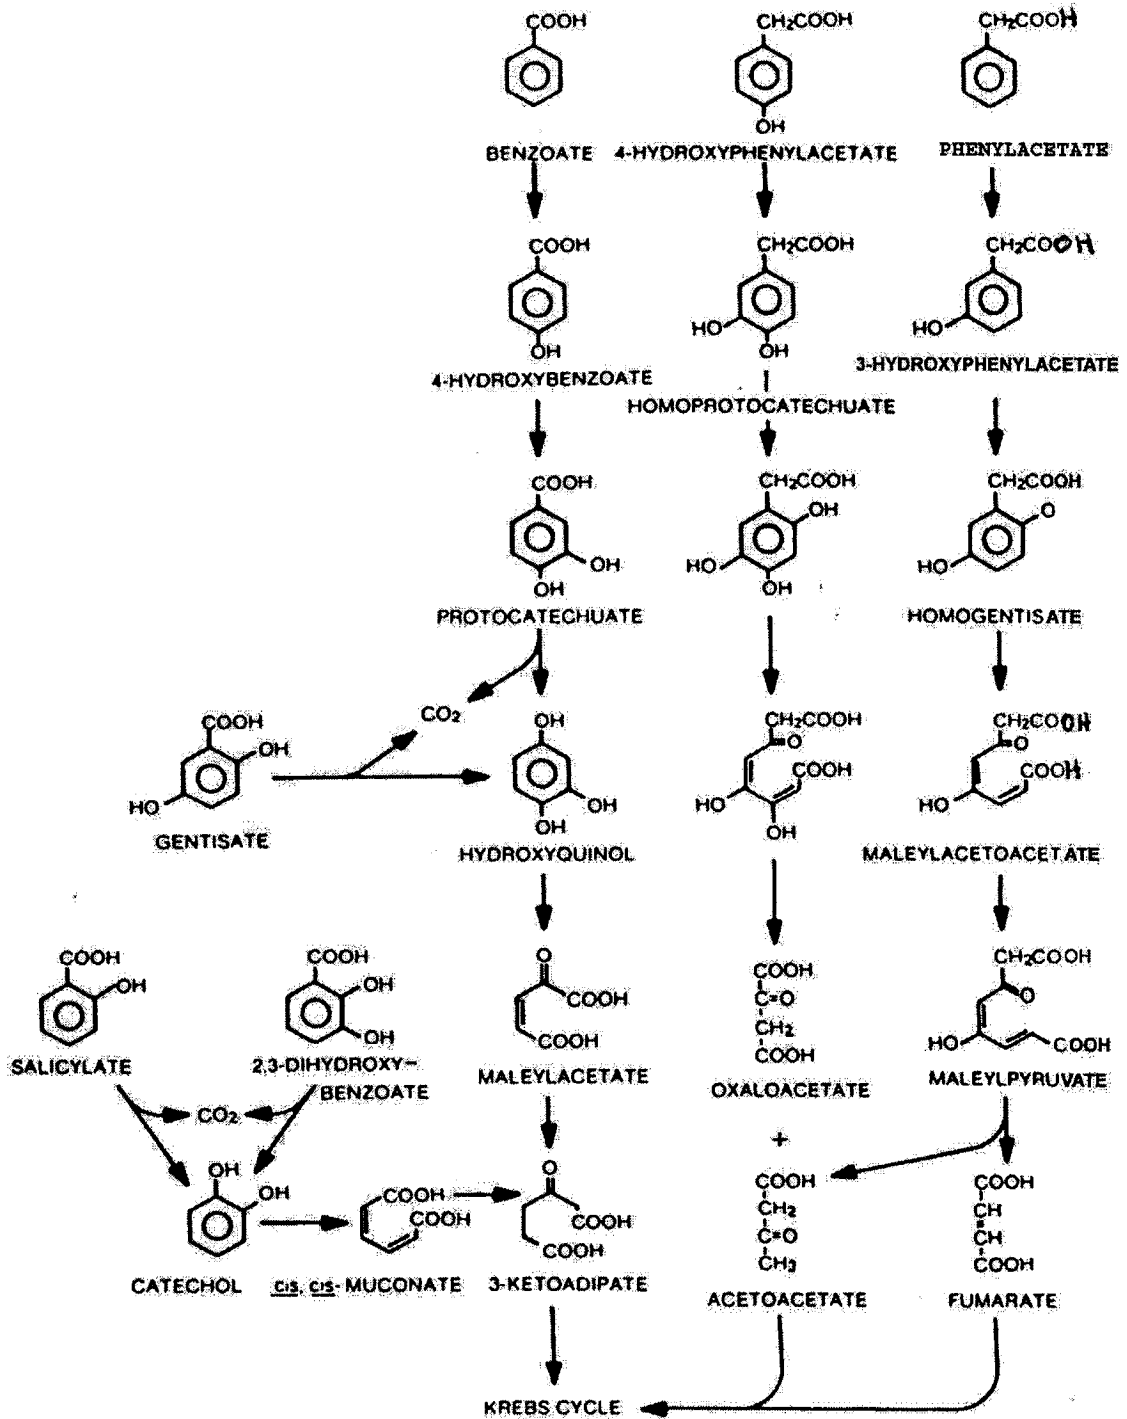 COOH CH₂COOH CH₂COOH
OH
BENZOATE 4-HYDROXYPHENYLACETATE PHENYLACETATE
COOH CH₂COOH CH₂COOH
HO HO
OH OH
4-HYDROXYBENZOATE 3-HYDROXYPHENYLACETATE
HOMOPROTOCATECHUATE
COOH CH₂COOH CH₂COOH
OH O
OH HO HO
OH OH
PROTOCATECHUATE HOMOGENTISATE
CO₂
COOH OH CH₂COOH CH₂COOH
OH O O
COOH COOH
HO OH HO HO
OH OH
GENTISATE HYDROXYQUINOL MALEYLACETOACETATE
COOH COOH O COOH CH₂COOH
OH OH COOH C=O O
OH COOH CH₂ HO COOH
COOH
SALICYLATE 2,3-DIHYDROXY- MALEYLACETATE OXALOACETATE MALEYLPYRUVATE
BENZOATE
CO₂ +
OH COOH O COOH COOH
OH COOH COOH CH₂ CH
COOH C=O CH
CH₃ COOH
CATECHOL cis, cis- MUCONATE 3-KETOADIPATE ACETOACETATE FUMARATE
KREBS CYCLE